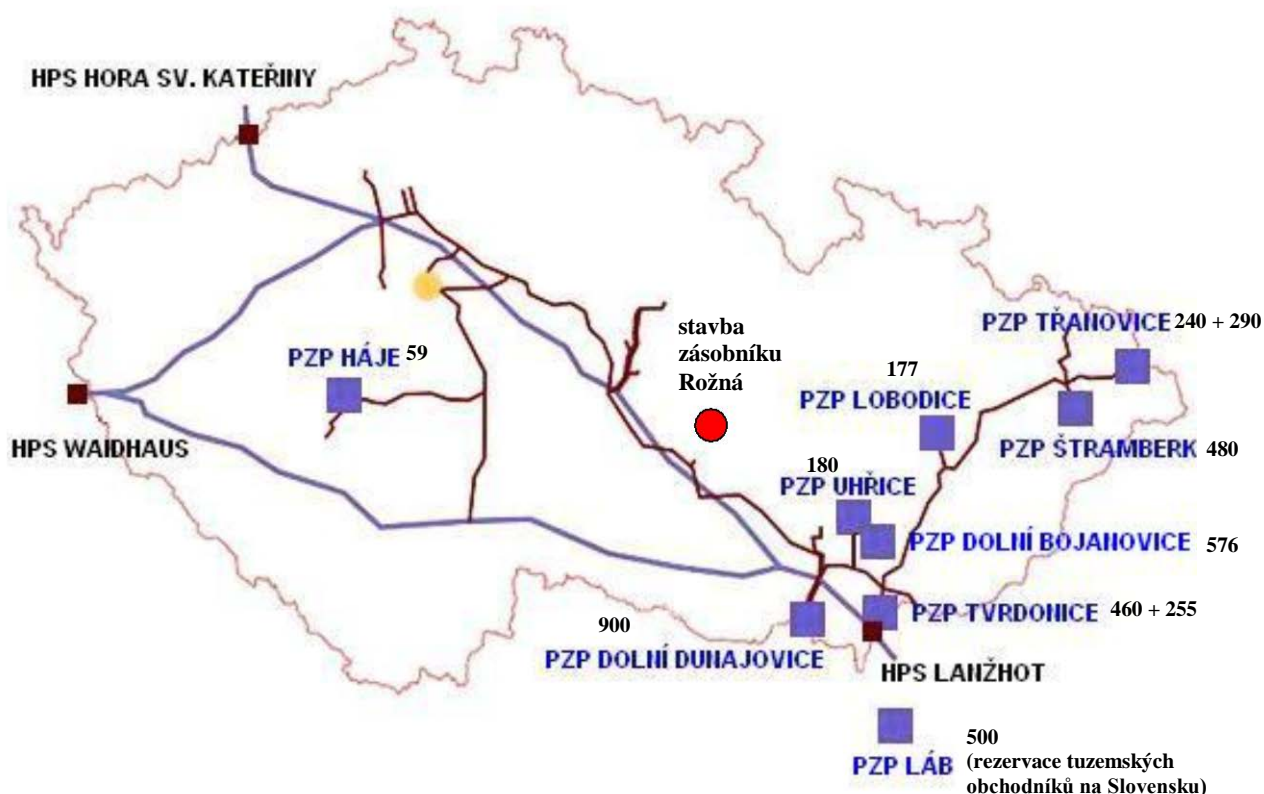 HPS HORA SV. KATEŘINY
stavba
zásobníku
Rožná
PZP TŘANOVICE 240 + 290
PZP HÁJE 59
177
PZP LOBODICE
HPS WAIDHAUS
PZP ŠTRAMBERK 480
180
PZP UHŘICE
PZP DOLNÍ BOJANOVICE 576
PZP TVRDONICE 460 + 255
900
PZP DOLNÍ DUNAJOVICE
HPS LANŽHOT
PZP LÁB
500
(rezervace tuzemských
obchodníků na Slovensku)